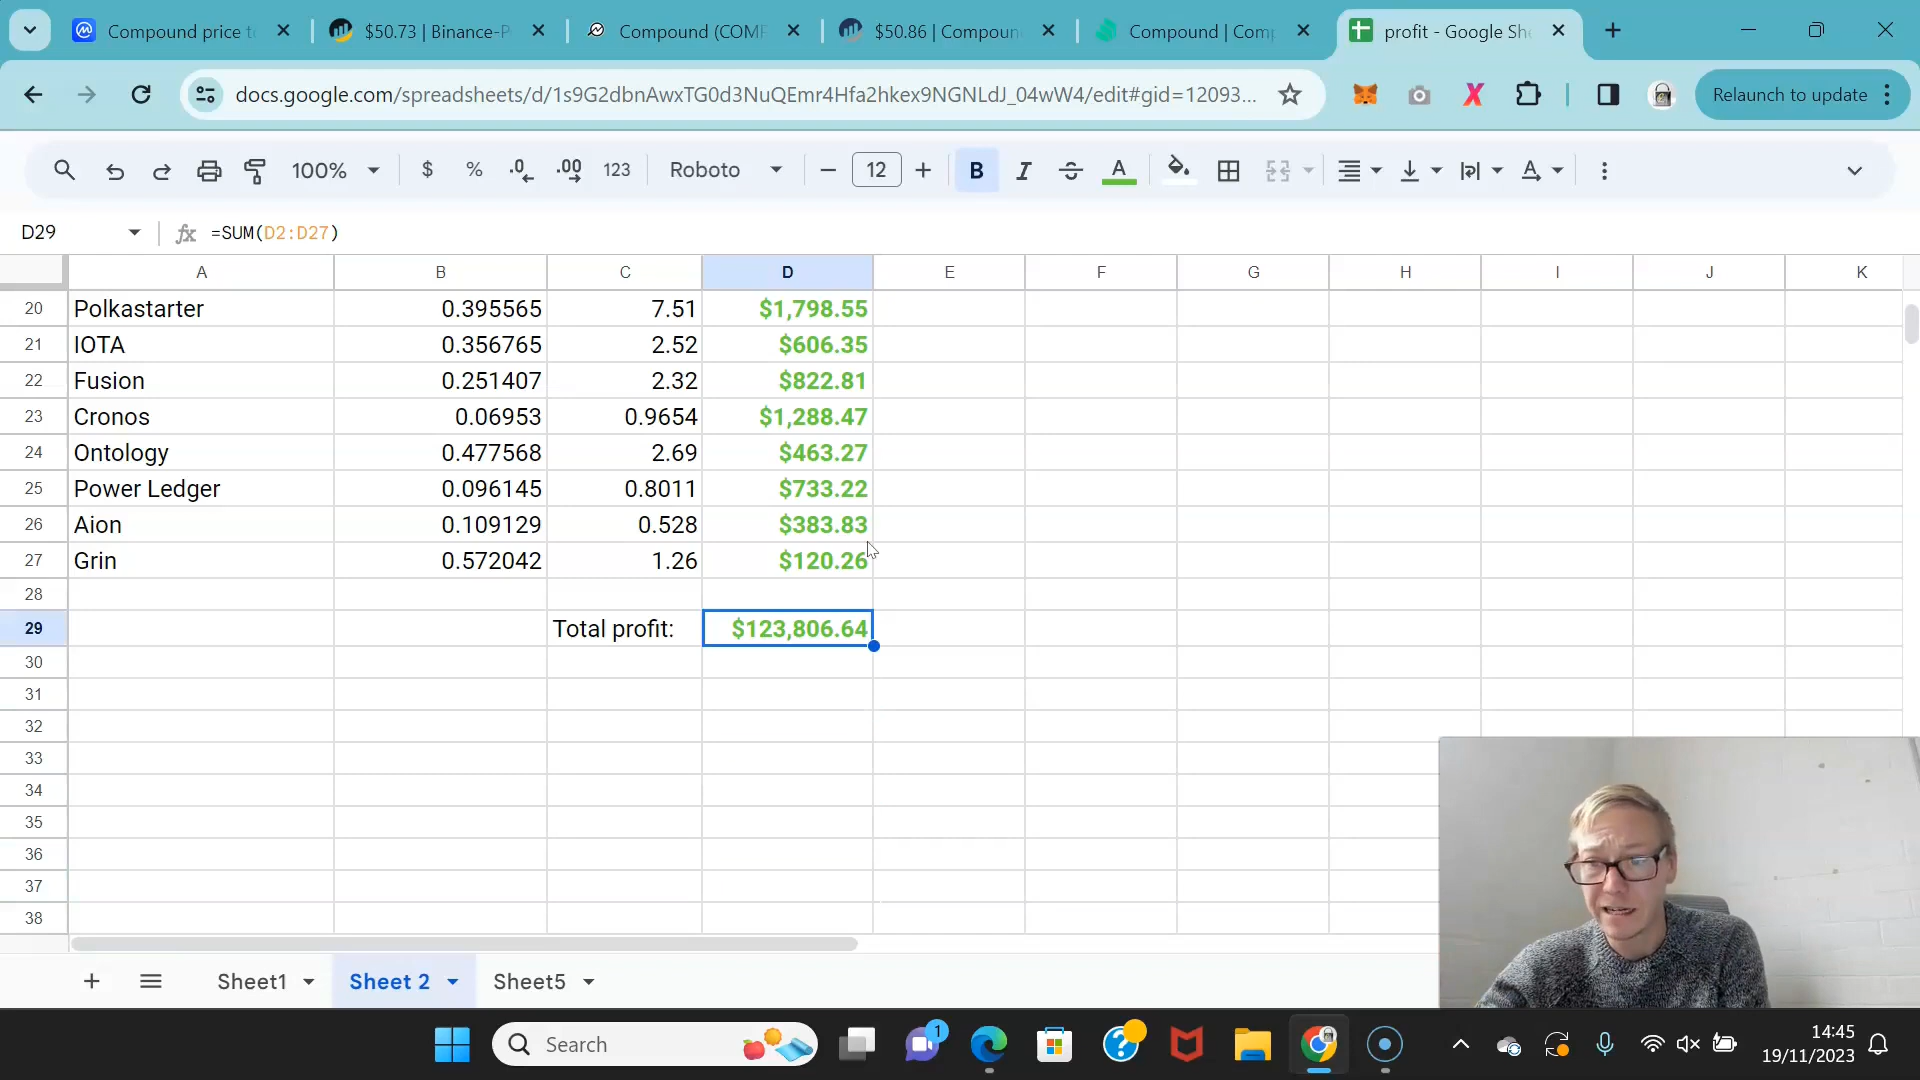 Compound price to
$50.73 | Binance-P
Compound (COMP
$50.86 | Compoun
Compound | Comp
profit - Google She
docs.google.com/spreadsheets/d/1s9G2dbnAwxTG0d3NuQEmr4Hfa2hkex9NGNLdJ_04wW4/edit#gid=12093...
Relaunch to update
100% $ % .0 .00 123 Roboto 12 B I A
D29 fx =SUM(D2:D27)
A B C D E F G H I J K
20 Polkastarter 0.395565 7.51 $1,798.55
21 IOTA 0.356765 2.52 $606.35
22 Fusion 0.251407 2.32 $822.81
23 Cronos 0.06953 0.9654 $1,288.47
24 Ontology 0.477568 2.69 $463.27
25 Power Ledger 0.096145 0.8011 $733.22
26 Aion 0.109129 0.528 $383.83
27 Grin 0.572042 1.26 $120.26
28
29 Total profit: $123,806.64
30
31
32
33
34
35
36
37
38
Sheet1 Sheet 2 Sheet5
Search
1
14:45
19/11/2023